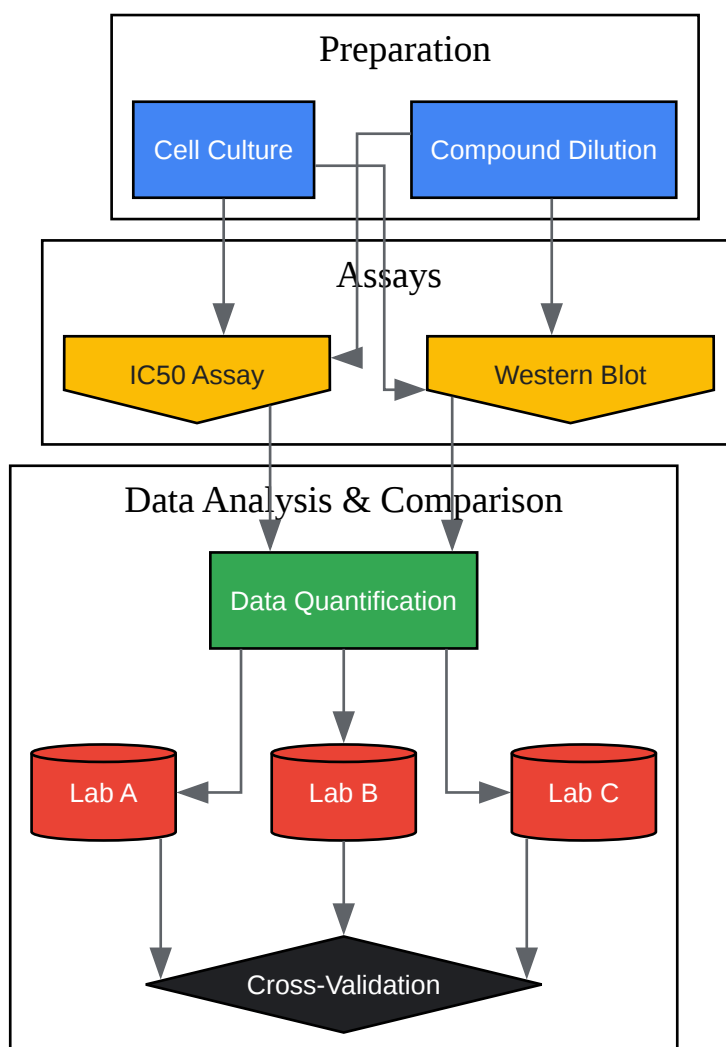 Preparation
Cell Culture
Compound Dilution
Assays
IC50 Assay
Western Blot
Data Analysis & Comparison
Data Quantification
Lab A
Lab B
Lab C
Cross-Validation